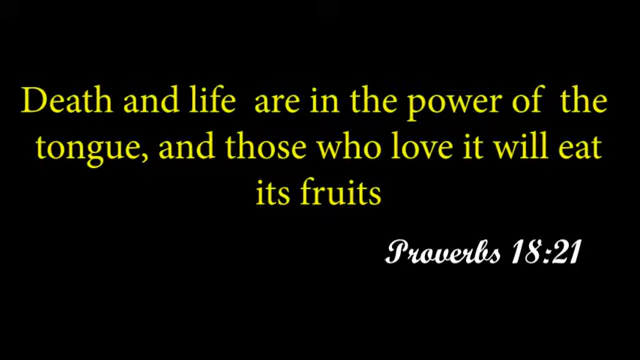 Death and life are in the power of the
tongue, and those who love it will eat
its fruits
Proverbs 18:21